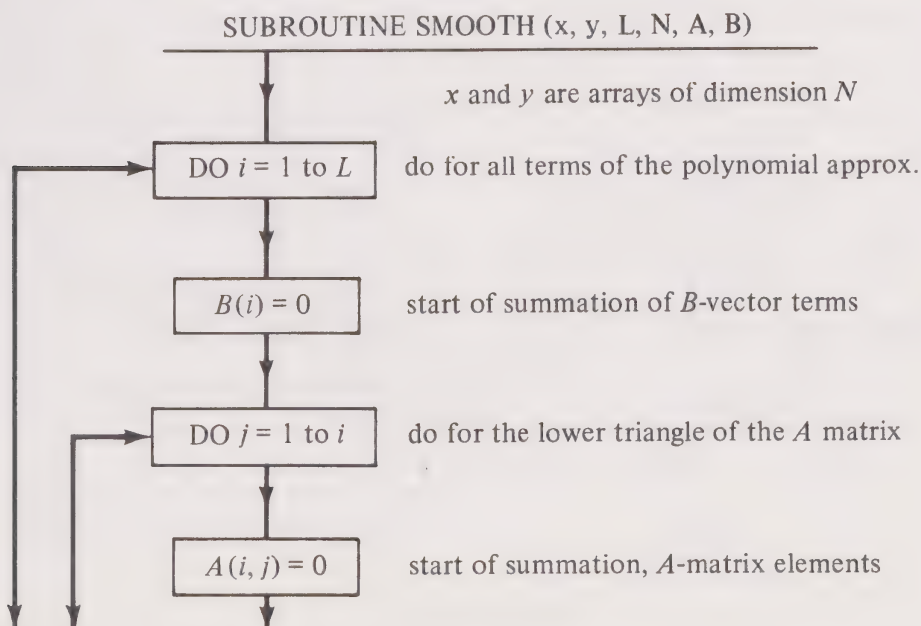 SUBROUTINE SMOOTH (x, y, L, N, A, B)
x and y are arrays of dimension N
DO i = 1 to L do for all terms of the polynomial approx.
B(i) = 0 start of summation of B-vector terms
DO j = 1 to i do for the lower triangle of the A matrix
A(i, j) = 0 start of summation, A-matrix elements